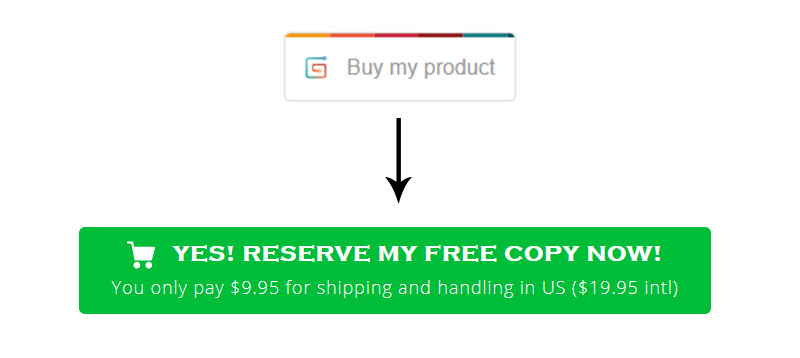 Buy my product
YES! RESERVE MY FREE COPY NOW!
You only pay $9.95 for shipping and handling in US ($19.95 intl)